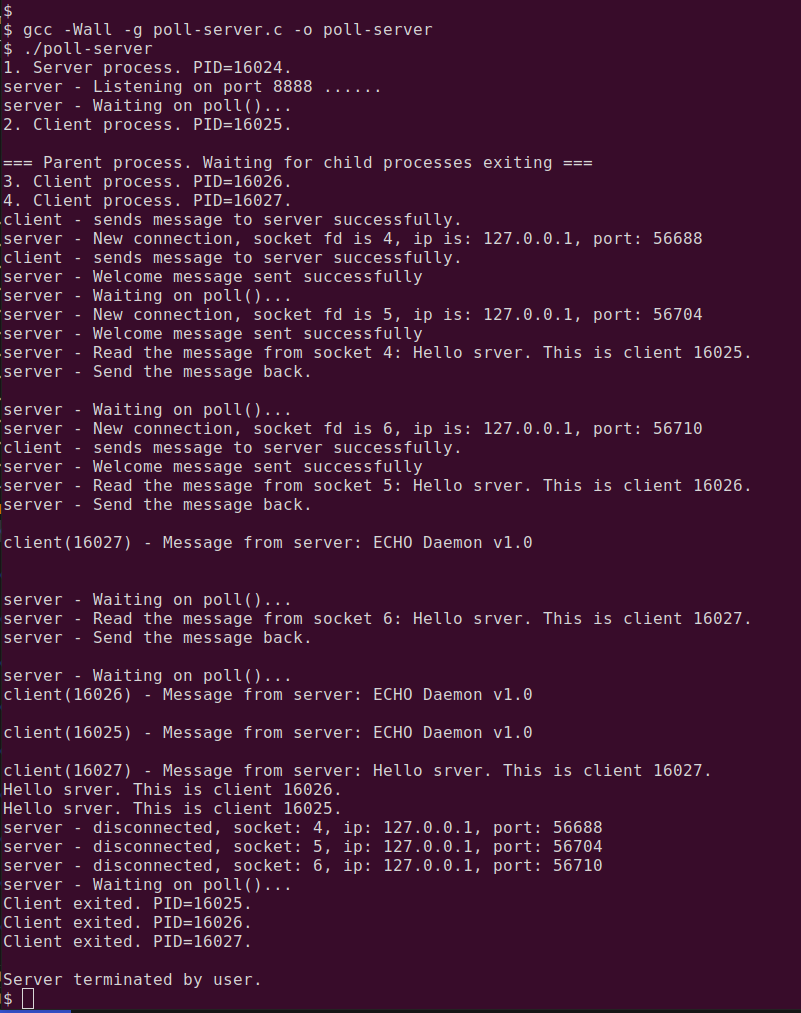 $
$ gcc -Wall -g poll-server.c -o poll-server
$ ./poll-server
1. Server process. PID=16024.
server - Listening on port 8888 ......
server - Waiting on poll()...
2. Client process. PID=16025.
=== Parent process. Waiting for child processes exiting ===
3. Client process. PID=16026.
4. Client process. PID=16027.
client - sends message to server successfully.
server - New connection, socket fd is 4, ip is: 127.0.0.1, port: 56688
client - sends message to server successfully.
server - Welcome message sent successfully
server - Waiting on poll()...
server - New connection, socket fd is 5, ip is: 127.0.0.1, port: 56704
server - Welcome message sent successfully
server - Read the message from socket 4: Hello srver. This is client 16025.
server - Send the message back.
server - Waiting on poll()...
server - New connection, socket fd is 6, ip is: 127.0.0.1, port: 56710
client - sends message to server successfully.
server - Welcome message sent successfully
server - Read the message from socket 5: Hello srver. This is client 16026.
server - Send the message back.
client(16027) - Message from server: ECHO Daemon v1.0
server - Waiting on poll()...
server - Read the message from socket 6: Hello srver. This is client 16027.
server - Send the message back.
server - Waiting on poll()...
client(16026) - Message from server: ECHO Daemon v1.0
client(16025) - Message from server: ECHO Daemon v1.0
client(16027) - Message from server: Hello srver. This is client 16027.
Hello srver. This is client 16026.
Hello srver. This is client 16025.
server - disconnected, socket: 4, ip: 127.0.0.1, port: 56688
server - disconnected, socket: 5, ip: 127.0.0.1, port: 56704
server - disconnected, socket: 6, ip: 127.0.0.1, port: 56710
server - Waiting on poll()...
Client exited. PID=16025.
Client exited. PID=16026.
Client exited. PID=16027.
Server terminated by user.
$